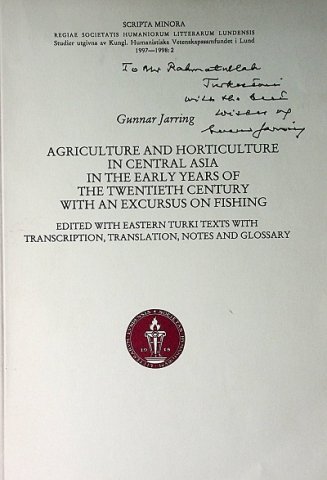 SCRIPTA MINORA
REGIAE SOCIETATIS HUMANIORUM LITTERARUM LUNDENSIS
Studier utgivna av Kungl. Humanistiska Vetenskapssamfundet i Lund
1997–1998:2
To Mr Rahmatullah
Turkestani
with the best
wishes of
Gunnar Jarring
Gunnar Jarring
AGRICULTURE AND HORTICULTURE
IN CENTRAL ASIA
IN THE EARLY YEARS OF
THE TWENTIETH CENTURY
WITH AN EXCURSUS ON FISHING
EDITED WITH EASTERN TURKI TEXTS WITH
TRANSCRIPTION, TRANSLATION, NOTES AND GLOSSARY